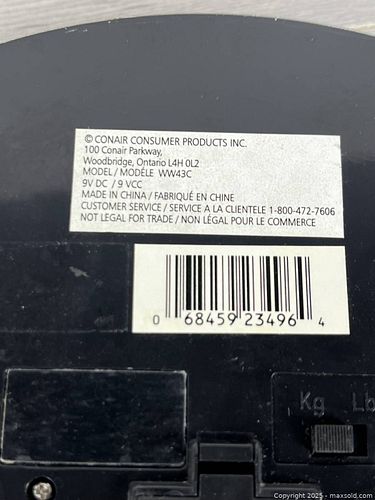 © CONAIR CONSUMER PRODUCTS INC.
100 Conair Parkway,
Woodbridge, Ontario L4H 0L2
MODEL / MODÈLE WW43C
9V DC / 9 VCC
MADE IN CHINA / FABRIQUÉ EN CHINE
CUSTOMER SERVICE / SERVICE A LA CLIENTELE 1-800-472-7606
NOT LEGAL FOR TRADE / NON LÉGAL POUR LE COMMERCE
0 68459 23496 4
Kg Lb
© 2025 - maxsold.com